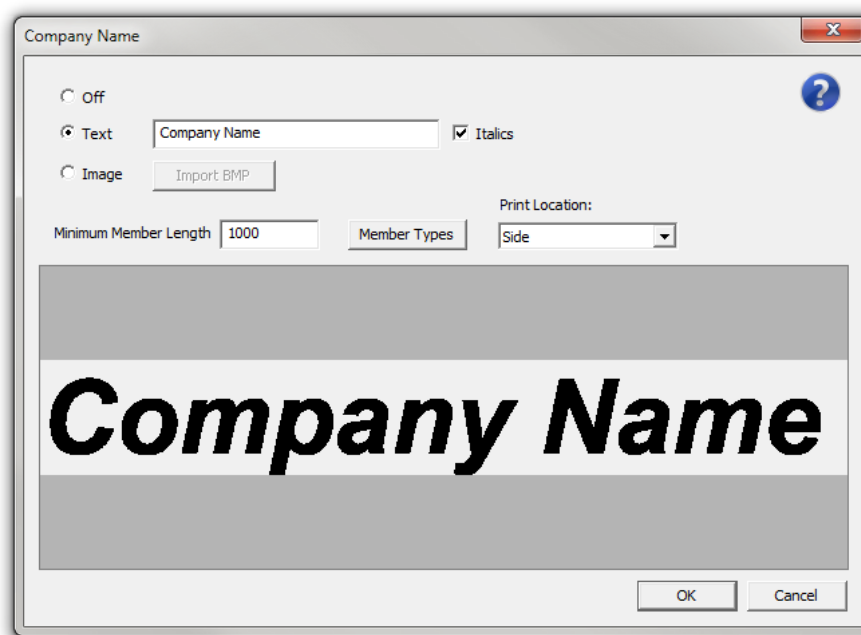 Company Name
Off
Text Company Name Italics
Image Import BMP
Print Location:
Minimum Member Length 1000 Member Types Side
Company Name
OK Cancel